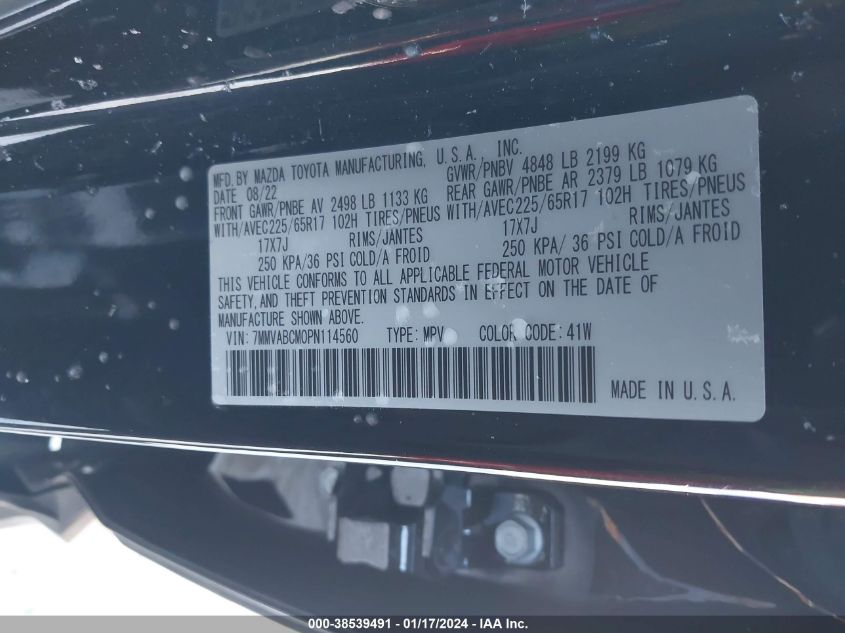 MFD. BY MAZDA TOYOTA MANUFACTURING, U.S.A. INC.
DATE 08/22 GVWR/PNBV 4848 LB 2199 KG
FRONT GAWR/PNBE AV 2498 LB 1133 KG REAR GAWR/PNBE AR 2379 LB 1079 KG
WITH/AVEC225/65R17 102H TIRES/PNEUS WITH/AVEC225/65R17 102H TIRES/PNEUS
17X7J RIMS/JANTES 17X7J RIMS/JANTES
250 KPA/36 PSI COLD/A FROID 250 KPA/ 36 PSI COLD/A FROID
THIS VEHICLE CONFORMS TO ALL APPLICABLE FEDERAL MOTOR VEHICLE
SAFETY, AND THEFT PREVENTION STANDARDS IN EFFECT ON THE DATE OF
MANUFACTURE SHOWN ABOVE.
VIN: 7MMVABCM0PN114560 TYPE: MPV COLOR CODE: 41W
MADE IN U.S.A.
000-38539491 - 01/17/2024 - IAA Inc.